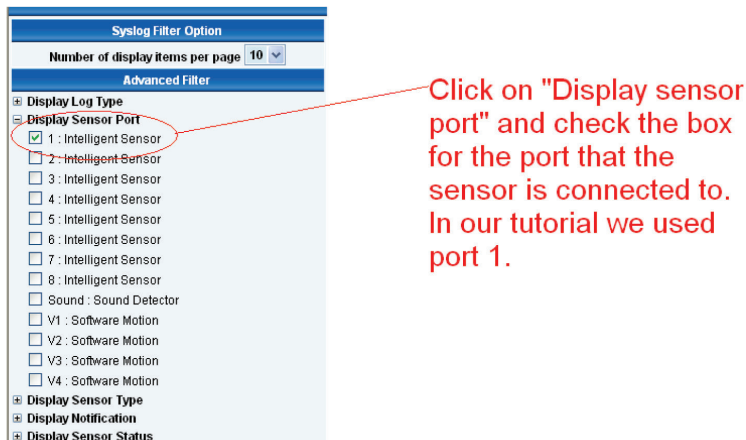 Syslog Filter Option
Number of display items per page 10
Advanced Filter
Display Log Type
Display Sensor Port
1 : Intelligent Sensor
2 : Intelligent Sensor
3 : Intelligent Sensor
4 : Intelligent Sensor
5 : Intelligent Sensor
6 : Intelligent Sensor
7 : Intelligent Sensor
8 : Intelligent Sensor
Sound : Sound Detector
V1 : Software Motion
V2 : Software Motion
V3 : Software Motion
V4 : Software Motion
Display Sensor Type
Display Notification
Display Sensor Status
Click on "Display sensor
port" and check the box
for the port that the
sensor is connected to.
In our tutorial we used
port 1.